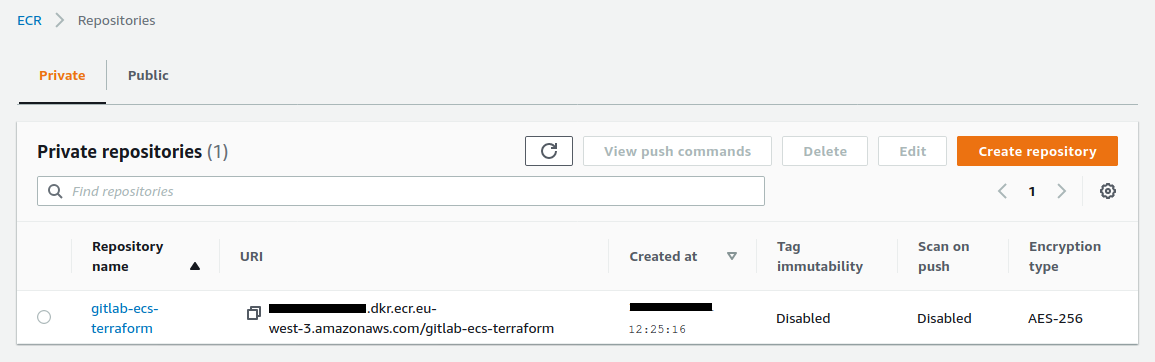 ECR > Repositories
Private Public
Private repositories (1) View push commands Delete Edit Create repository
Find repositories 1
Repository name URI Created at Tag immutability Scan on push Encryption type
gitlab-ecs-terraform .dkr.ecr.eu-west-3.amazonaws.com/gitlab-ecs-terraform 12:25:16 Disabled Disabled AES-256